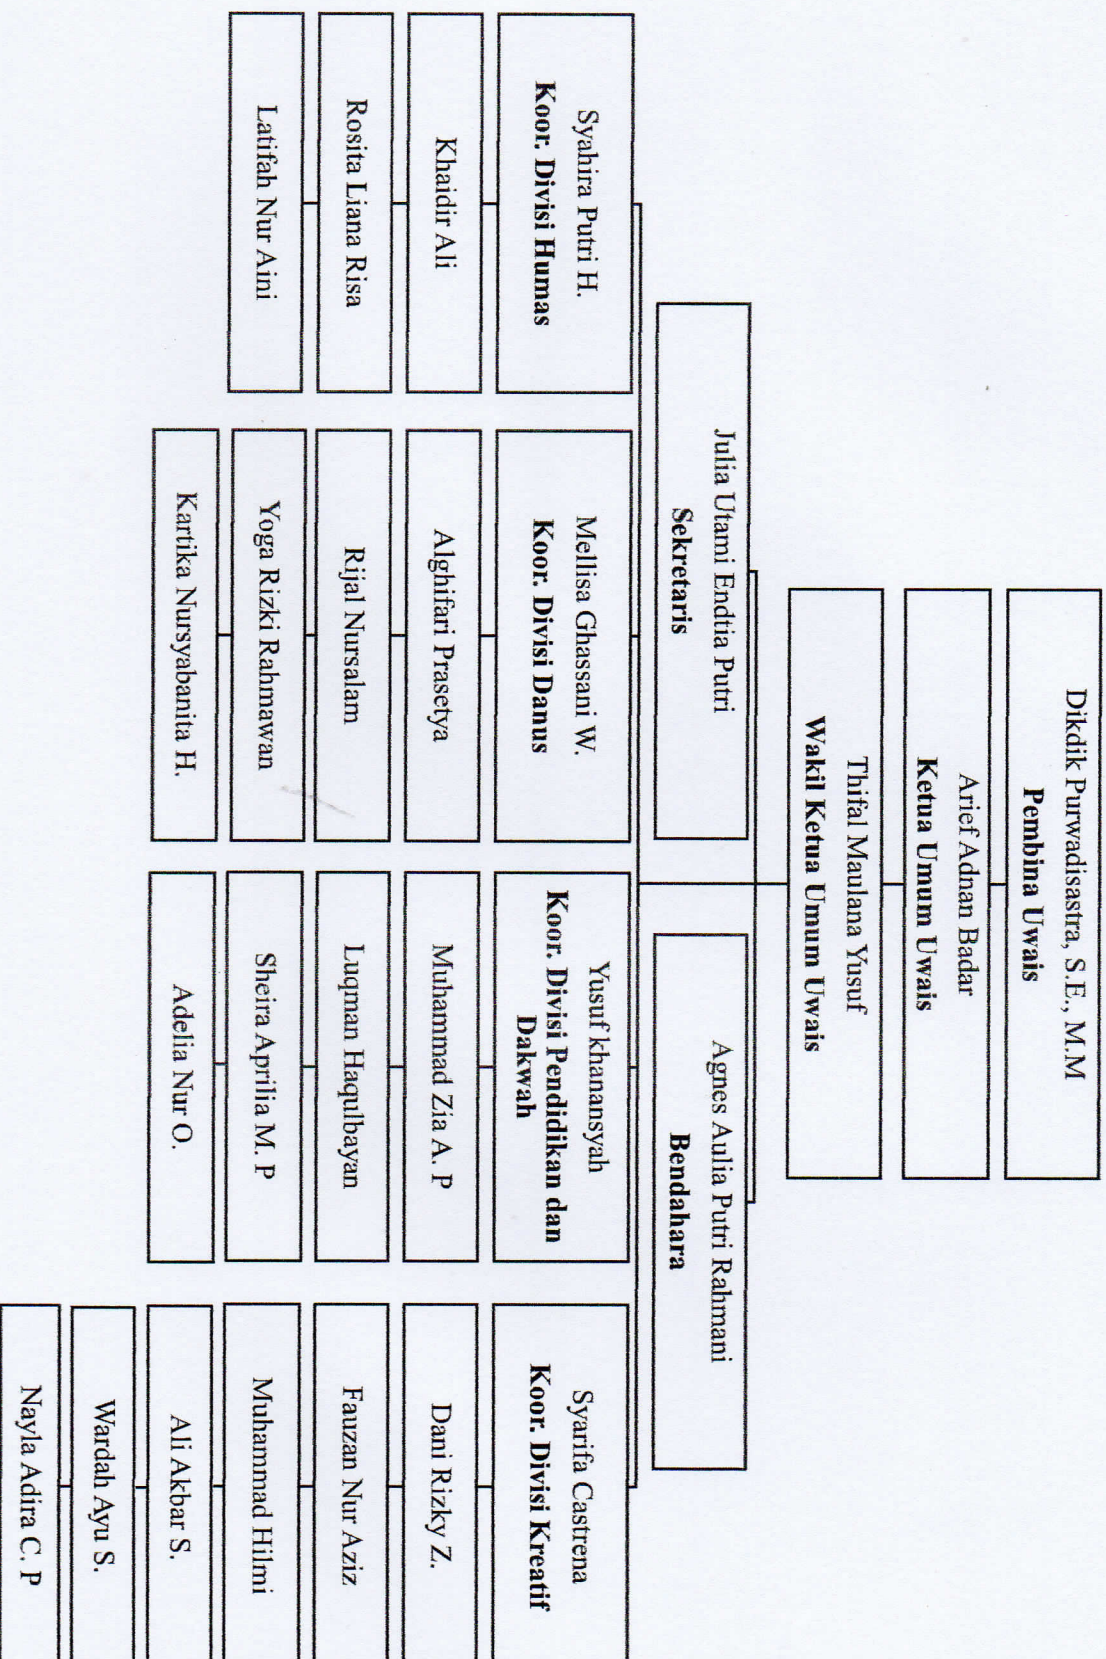 Dikdik Purwadisastra, S.E., M.M
Pembina Uwais
Arief Adnan Badar
Ketua Umum Uwais
Thifal Maulana Yusuf
Wakil Ketua Umum Uwais
Julia Utami Endtia Putri
Sekretaris
Agnes Aulia Putri Rahmani
Bendahara
Syahira Putri H.
Koor. Divisi Humas
Khaidir Ali
Rosita Liana Risa
Latifah Nur Aini
Mellisa Ghassani W.
Koor. Divisi Danus
Alghifari Prasetya
Rijal Nursalam
Yoga Rizki Rahmawan
Kartika Nursyabanita H.
Yusuf khanansyah
Koor. Divisi Pendidikan dan
Dakwah
Muhammad Zia A. P
Luqman Haqulbayan
Sheira Aprilia M. P
Adelia Nur O.
Syarifa Castrena
Koor. Divisi Kreatif
Dani Rizky Z.
Fauzan Nur Aziz
Muhammad Hilmi
Ali Akbar S.
Wardah Ayu S.
Nayla Adira C. P